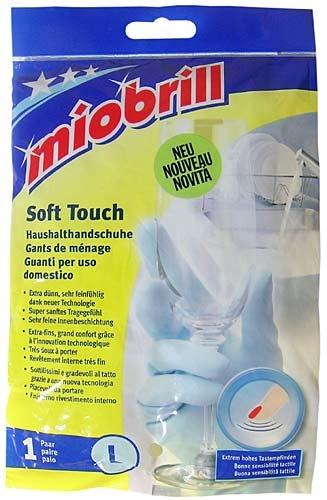 miobrill
NEU
NOUVEAU
NOVITÀ
Soft Touch
Haushalthandschuhe
Gants de ménage
Guanti per uso
domestico
• Extra dünn, sehr feinfühlig
dank neuer Technologie
• Super sanftes Tragegefühl
• Sehr feine Innenbeschichtung
• Extra-fins, grand confort grâce
à l'innovation technologique
• Très doux à porter
• Revêtement interne très fin
• Sottilissimi e gradevoli al tatto
grazie a una nuova tecnologia
• Piacevoli da portare
• Finissimo rivestimento interno
1 Paar
paire
paio
Extrem hohes Tastempfinden
Bonne sensibilité tactile
Buona sensibilità tattile